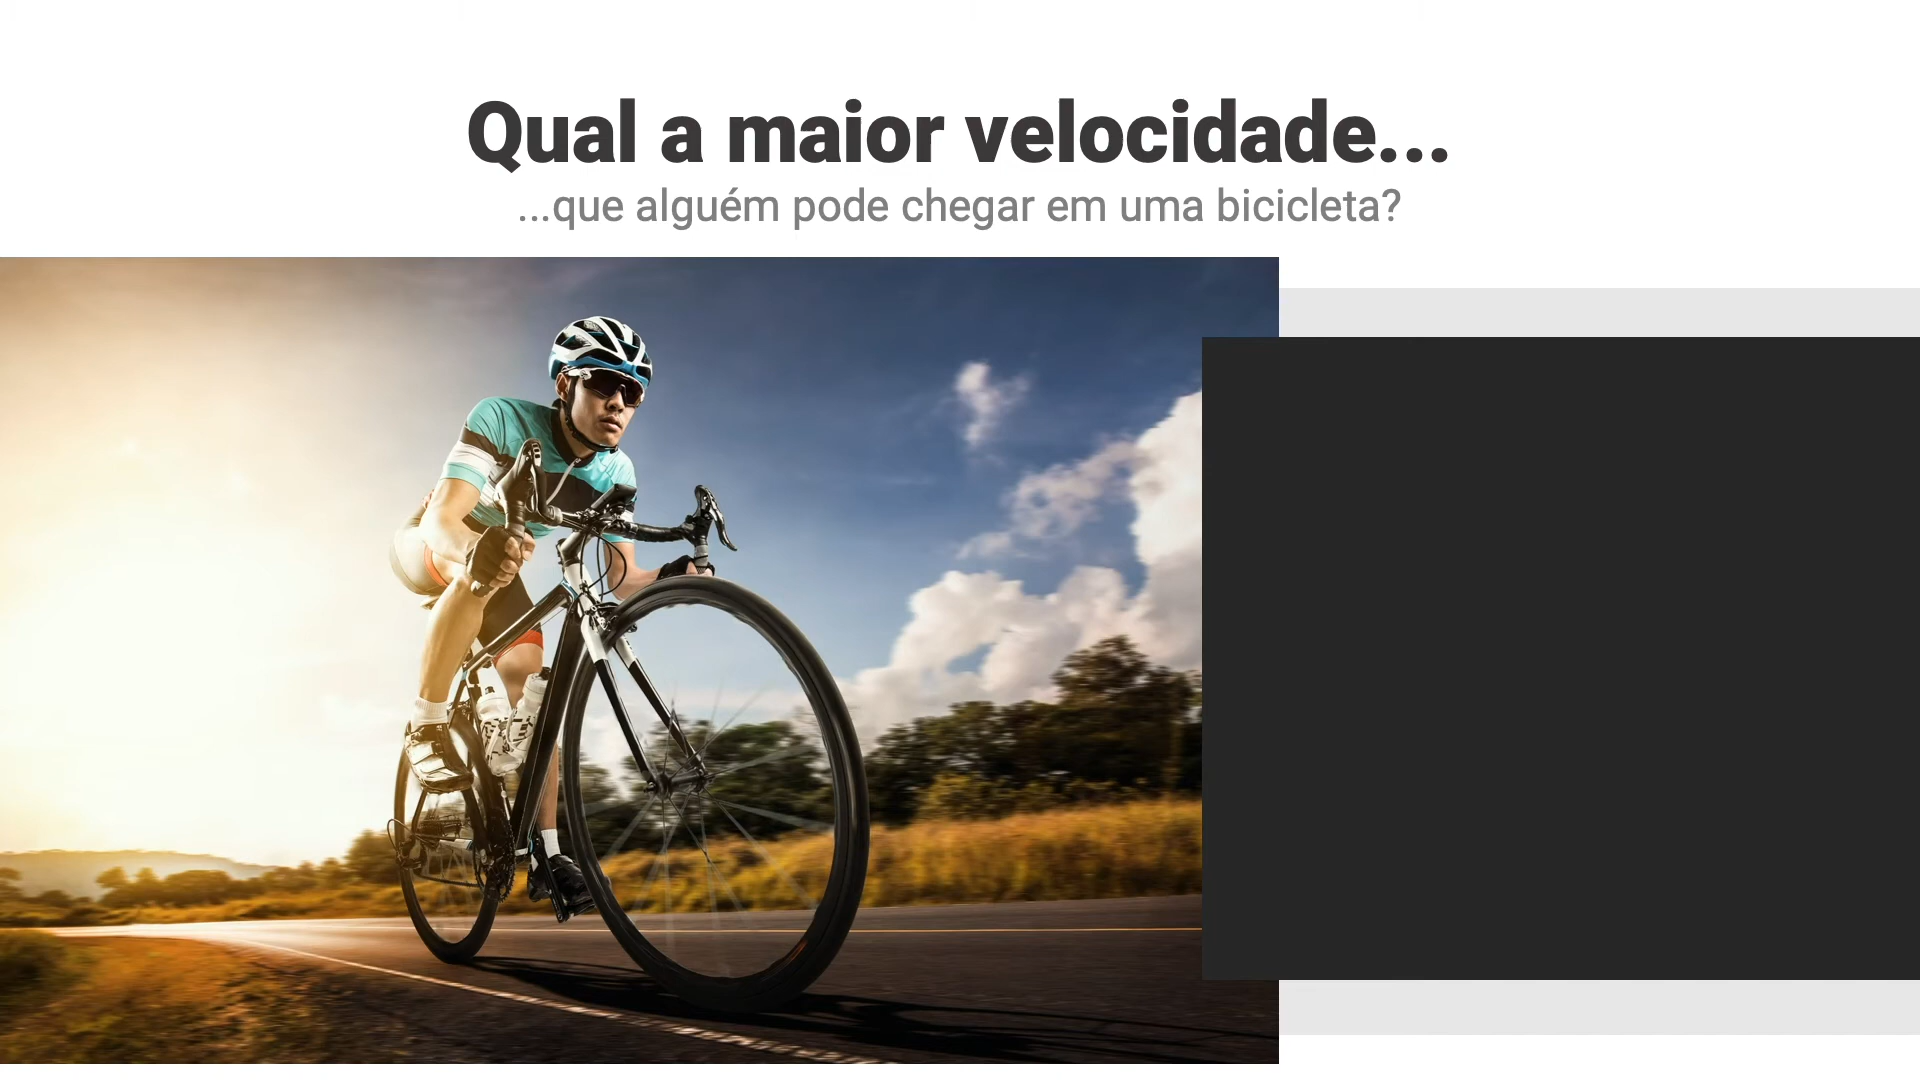 Qual a maior velocidade...
...que alguém pode chegar em uma bicicleta?